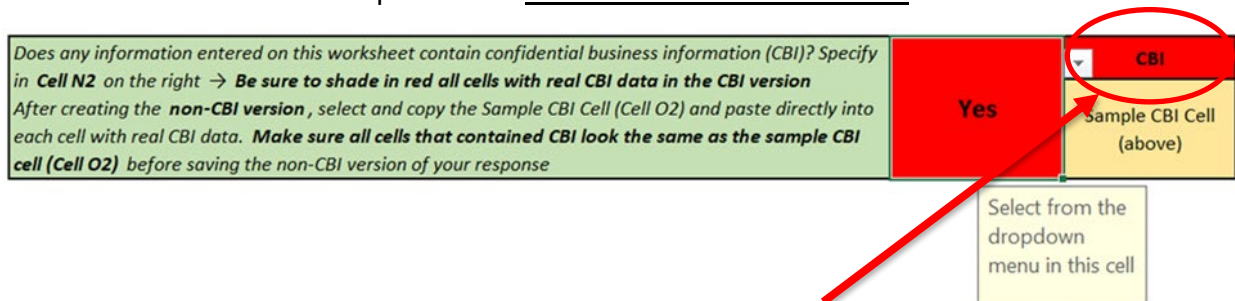 Does any information entered on this worksheet contain confidential business information (CBI)? Specify
in Cell N2 on the right → Be sure to shade in red all cells with real CBI data in the CBI version
After creating the non-CBI version , select and copy the Sample CBI Cell (Cell O2) and paste directly into
each cell with real CBI data. Make sure all cells that contained CBI look the same as the sample CBI
cell (Cell O2) before saving the non-CBI version of your response
Yes
CBI
Sample CBI Cell
(above)
Select from the
dropdown
menu in this cell